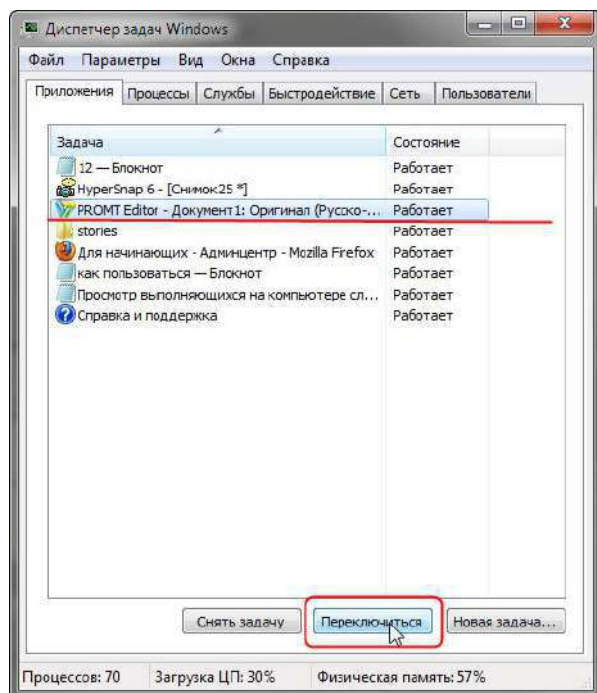 Диспетчер задач Windows
Файл Параметры Вид Окна Справка
Приложения Процессы Службы Быстродействие Сеть Пользователи
Задача Состояние
12 — Блокнот Работает
HyperSnap 6 - [Снимок25 *] Работает
PROMT Editor - Документ1: Оригинал (Русско-... Работает
stories Работает
Для начинающих - Админцентр - Mozilla Firefox Работает
как пользоваться — Блокнот Работает
Просмотр выполняющихся на компьютере сл... Работает
Справка и поддержка Работает
Снять задачу Переключиться Новая задача...
Процессов: 70 Загрузка ЦП: 30% Физическая память: 57%